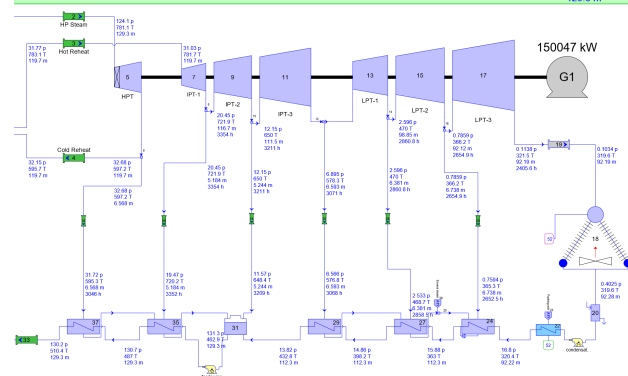 2
HP Steam
124.1 p
781.1 T
129.3 m
31.77 p
783.1 T
119.7 m
3
Hot Reheat
31.03 p
781.7 T
119.7 m
5
HPT
7
IPT-1
9
IPT-2
11
IPT-3
13
LPT-1
15
LPT-2
17
LPT-3
150047 kW
G1
20.45 p
721.9 T
116.7 m
3354 h
12.15 p
650 T
111.5 m
3211 h
2.596 p
470 T
98.85 m
2860.8 h
0.7859 p
366.2 T
92.12 m
2654.9 h
0.1138 p
321.5 T
92.19 m
2405.6 h
19
0.1034 p
319.6 T
92.19 m
4
Cold Reheat
32.15 p
595.7 T
119.7 m
32.68 p
597.2 T
119.7 m
32.68 p
597.2 T
6.568 m
20.45 p
721.9 T
5.184 m
3354 h
12.15 p
650 T
5.244 m
3211 h
6.895 p
578.3 T
6.593 m
3071 h
2.596 p
470 T
6.381 m
2860.8 h
0.7859 p
366.2 T
6.738 m
2654.9 h
52
18
31.72 p
595.3 T
6.568 m
3046 h
19.47 p
720.2 T
5.184 m
3352 h
11.57 p
648.4 T
5.244 m
3209 h
6.566 p
576.8 T
6.593 m
3068 h
2.533 p
468.7 T
6.381 m
2858.5 h
0.7594 p
365.3 T
6.738 m
2652.5 h
0.4025 p
319.6 T
92.28 m
20
33
37
35
31
29
27
24
22
52
130.2 p
510.4 T
129.3 m
130.7 p
487 T
129.3 m
131.3 p
462.9 T
129.3 m
13.82 p
432.8 T
112.3 m
14.86 p
398.2 T
112.3 m
15.88 p
363 T
112.3 m
16.8 p
320.4 T
92.22 m
condensat..